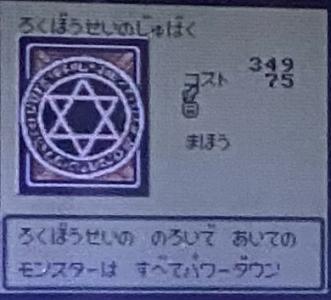 ろくぼうせいのじゅばく
349
コスト 75
まほう
ろくぼうせいの のろいで あいての
モンスターは すべてパワーダウン